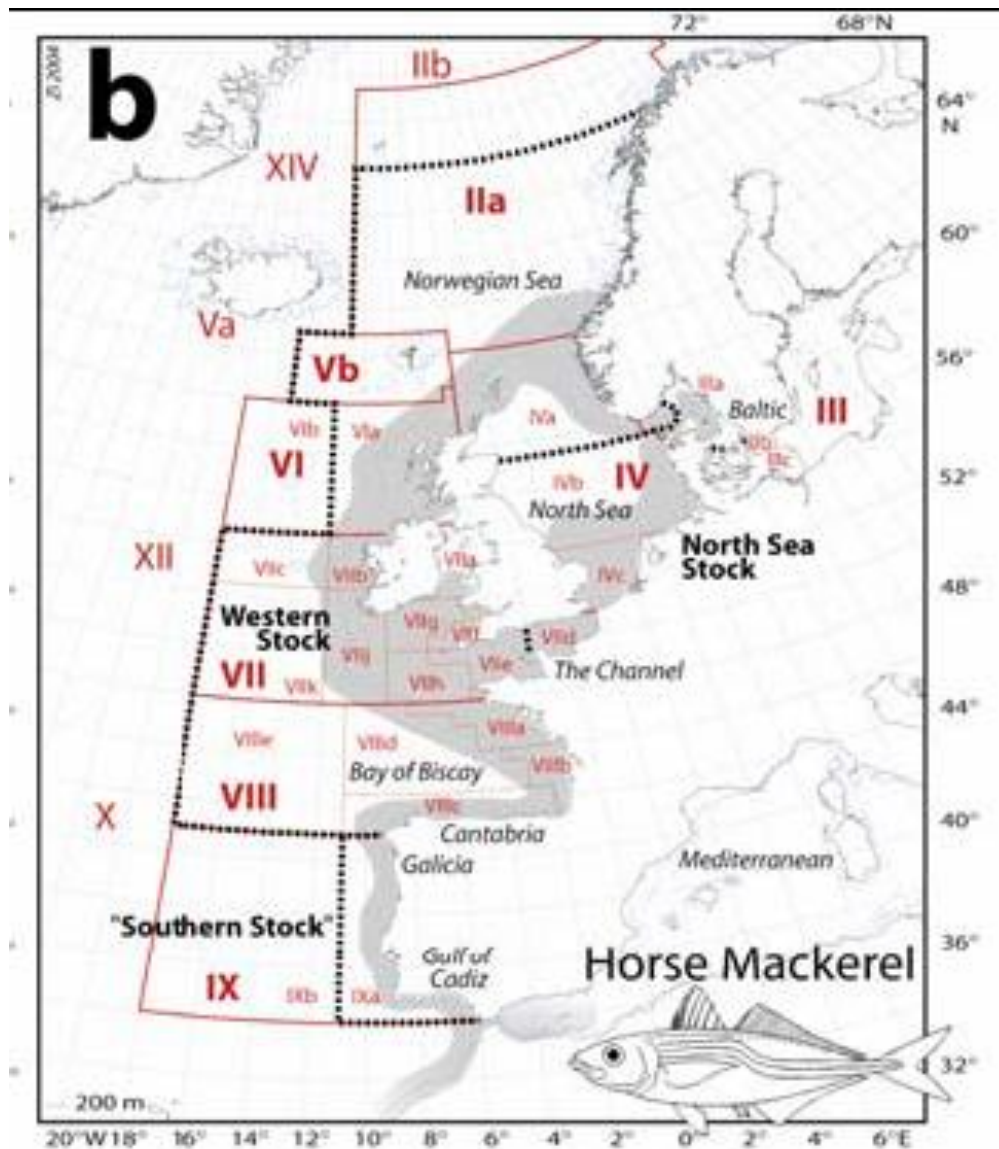 72° 68°N
ZI 2004
b
IIb
64°
N
XIV
IIa
60°
Norwegian Sea
Va
Vb
56°
IIIa
Baltic
III
IVa
VIb
VIa
VI
IIIb
IIIc
IVb
IV
52°
North Sea
XII
North Sea
Stock
VIIc
VIIb
VIIa
IVc
48°
Western
Stock
VIIg
VIIf
VIId
VIIj
VIIe
The Channel
VII
VIIk
VIIh
44°
VIIIe
VIIId
VIIIa
Bay of Biscay
VIIIb
VIII
VIIIc
X
40°
Cantabria
Galicia
Mediterranean
"Southern Stock"
36°
Gulf of
Cadiz
Horse Mackerel
IX
IXb
IXa
32°
200 m
20°W 18° 16° 14° 12° 10° 8° 6° 4° 2° 0° 2° 4° 6°E